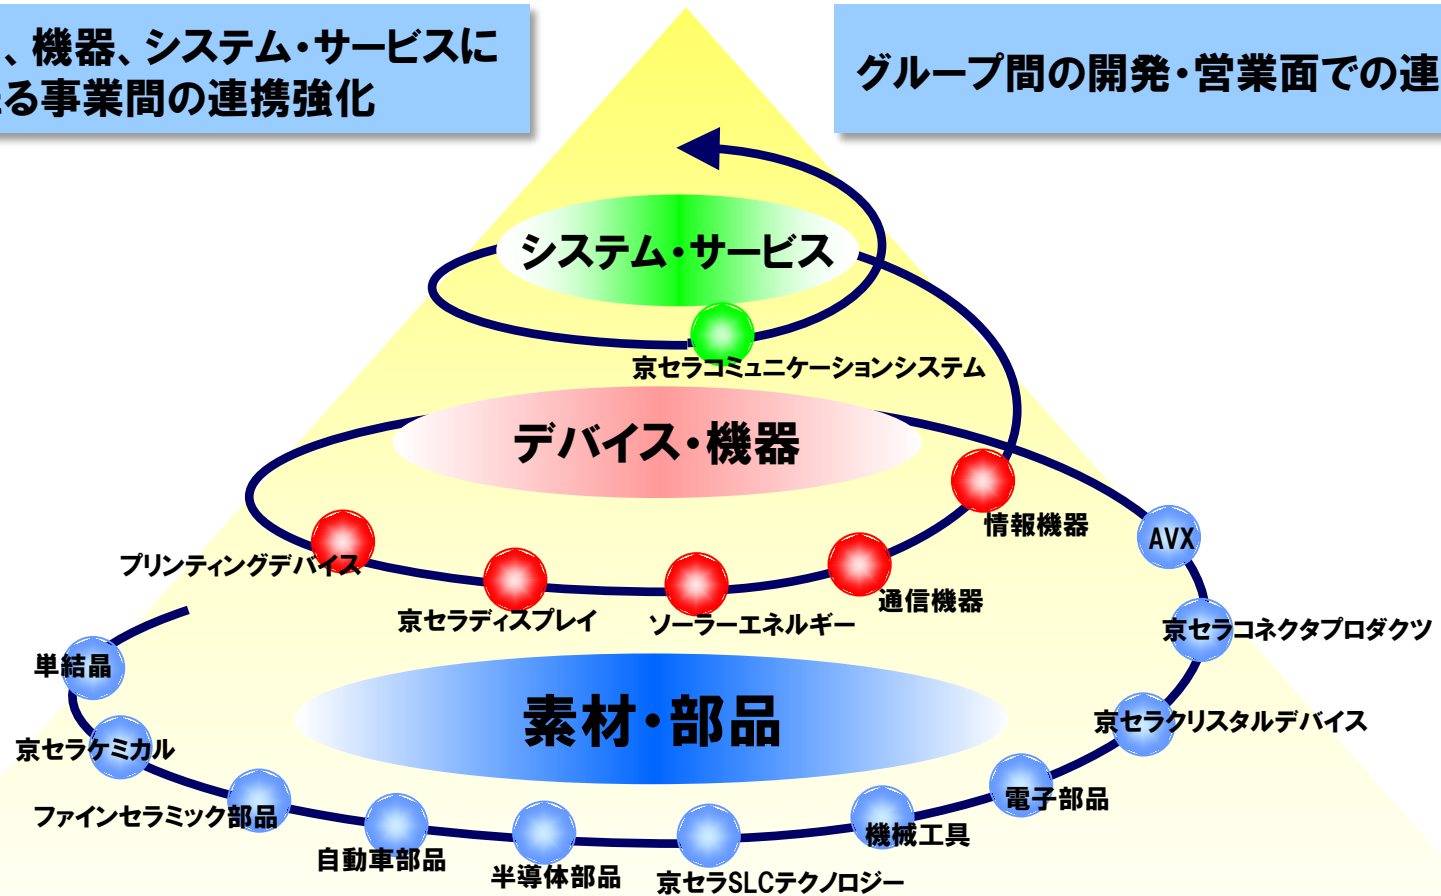 、機器、システム・サービスに
る事業間の連携強化
グループ間の開発・営業面での連
システム・サービス
京セラコミュニケーションシステム
デバイス・機器
情報機器
AVX
プリンティングデバイス
京セラディスプレイ
ソーラーエネルギー
通信機器
京セラコネクタプロダクツ
単結晶
素材・部品
京セラクリスタルデバイス
京セラケミカル
電子部品
ファインセラミック部品
機械工具
自動車部品
半導体部品
京セラSLCテクノロジー